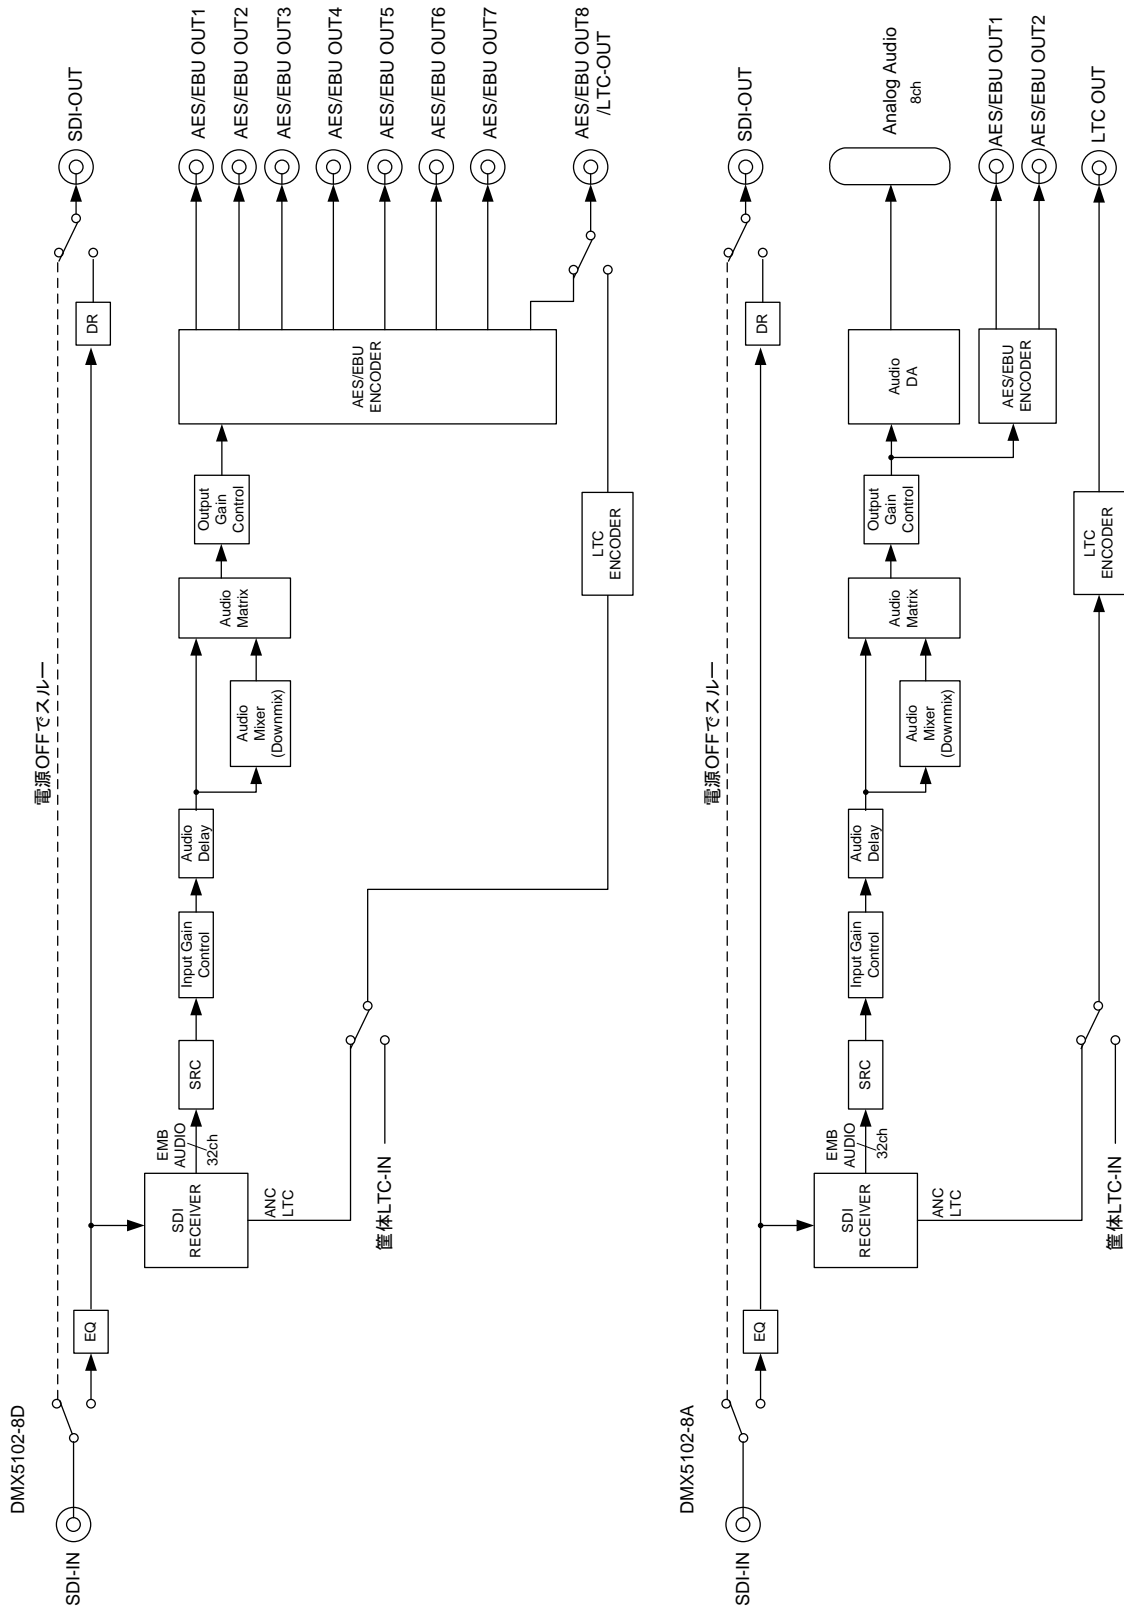 DMX5102-8D
SDI-IN
電源OFFでスルー
EQ
DR
SDI-OUT
SDI
RECEIVER
EMB
AUDIO
32ch
SRC
Input Gain
Control
Audio
Delay
Audio
Mixer
(Downmix)
Audio
Matrix
Output
Gain
Control
AES/EBU
ENCODER
AES/EBU OUT1
AES/EBU OUT2
AES/EBU OUT3
AES/EBU OUT4
AES/EBU OUT5
AES/EBU OUT6
AES/EBU OUT7
AES/EBU OUT8
/LTC-OUT
ANC
LTC
筐体LTC-IN
LTC
ENCODER
DMX5102-8A
SDI-IN
電源OFFでスルー
EQ
DR
SDI-OUT
SDI
RECEIVER
EMB
AUDIO
32ch
SRC
Input Gain
Control
Audio
Delay
Audio
Mixer
(Downmix)
Audio
Matrix
Output
Gain
Control
Audio
DA
Analog Audio
8ch
AES/EBU
ENCODER
AES/EBU OUT1
AES/EBU OUT2
ANC
LTC
筐体LTC-IN
LTC
ENCODER
LTC OUT